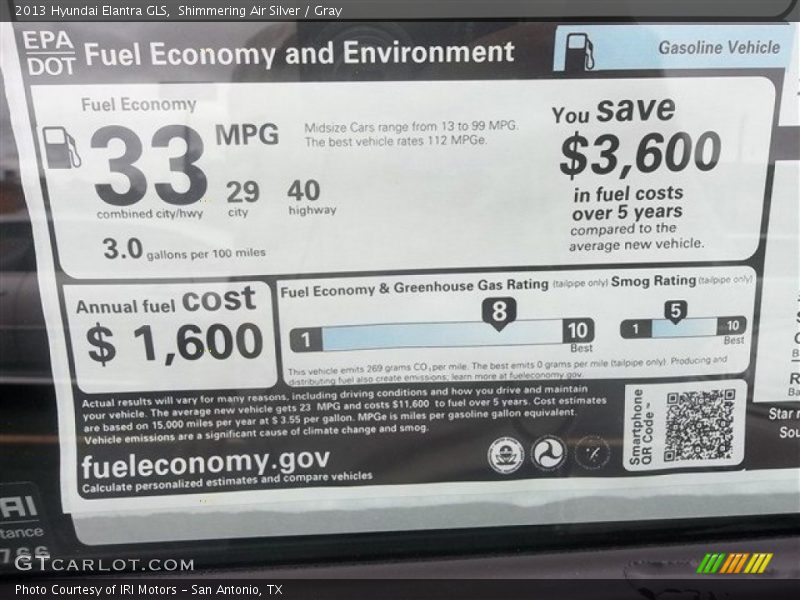 2013 Hyundai Elantra GLS, Shimmering Air Silver / Gray
EPA
DOT
Fuel Economy and Environment
Gasoline Vehicle
Fuel Economy
33 MPG
combined city/hwy
29
city
40
highway
3.0 gallons per 100 miles
Midsize Cars range from 13 to 99 MPG.
The best vehicle rates 112 MPGe.
You save
$3,600
in fuel costs
over 5 years
compared to the
average new vehicle.
Annual fuel cost
$ 1,600
Fuel Economy & Greenhouse Gas Rating (tailpipe only)
1
8
10
Best
Smog Rating (tailpipe only)
1
5
10
Best
This vehicle emits 269 grams CO2 per mile. The best emits 0 grams per mile (tailpipe only). Producing and
distributing fuel also create emissions; learn more at fueleconomy.gov.
Actual results will vary for many reasons, including driving conditions and how you drive and maintain
your vehicle. The average new vehicle gets 23 MPG and costs $11,600 to fuel over 5 years. Cost estimates
are based on 15,000 miles per year at $3.55 per gallon. MPGe is miles per gasoline gallon equivalent.
Vehicle emissions are a significant cause of climate change and smog.
fueleconomy.gov
Calculate personalized estimates and compare vehicles
Smartphone
QR Code™
Star
Sou
AI
tance
786
GTCARLOT.COM
Photo Courtesy of IRI Motors – San Antonio, TX